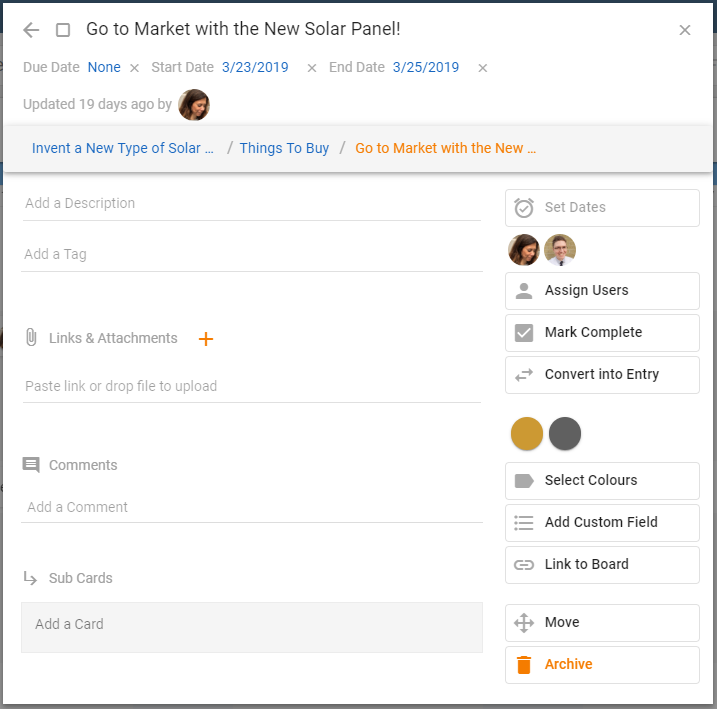 Go to Market with the New Solar Panel!
Due Date None × Start Date 3/23/2019 × End Date 3/25/2019 ×
Updated 19 days ago by
Invent a New Type of Solar ... / Things To Buy / Go to Market with the New ...
Add a Description
Add a Tag
Links & Attachments
Paste link or drop file to upload
Comments
Add a Comment
Sub Cards
Add a Card
Set Dates
Assign Users
Mark Complete
Convert into Entry
Select Colours
Add Custom Field
Link to Board
Move
Archive